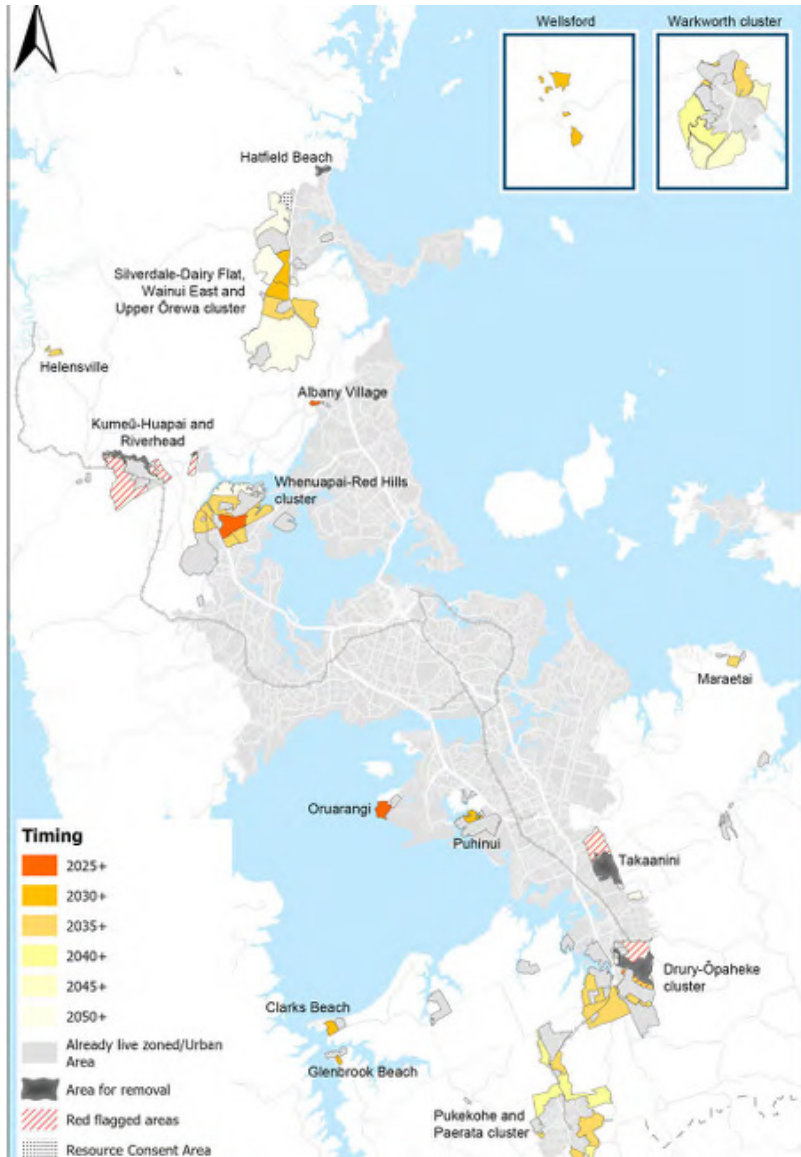 Wellsford
Warkworth cluster
Hatfield Beach
Silverdale-Dairy Flat,
Wainui East and
Upper Ōrewa cluster
Helensville
Albany Village
Kumeū-Huapai and
Riverhead
Whenuapai-Red Hills
cluster
Maraetai
Oruarangi
Puhinui
Takaanini
Drury-Ōpaheke
cluster
Clarks Beach
Glenbrook Beach
Pukekohe and
Paerata cluster
Timing
2025+
2030+
2035+
2040+
2045+
2050+
Already live zoned/Urban
Area
Area for removal
Red flagged areas
Resource Consent Area